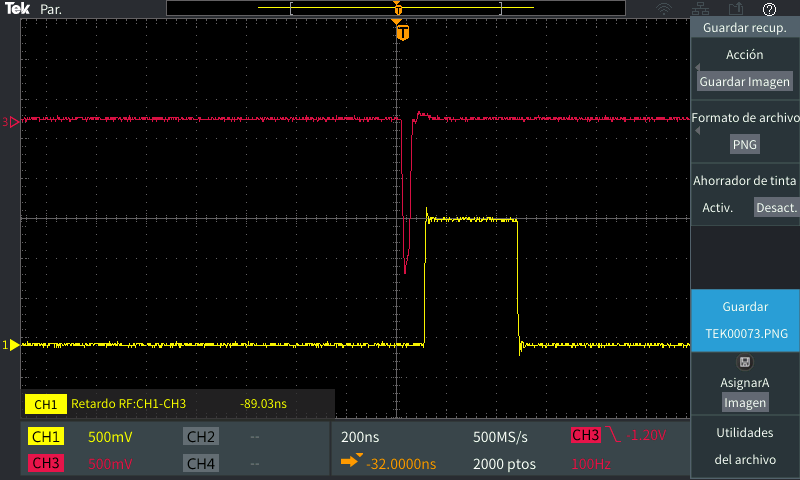 Tek Par.
T
T
3
1
CH1 Retardo RF:CH1-CH3 -89.03ns
CH1 500mV CH2 --
CH3 500mV CH4 --
200ns 500MS/s CH3 -1.20V
-32.0000ns 2000 ptos 100Hz
?
Guardar recup.
Acción
Guardar Imagen
Formato de archivo
PNG
Ahorrador de tinta
Activ. Desact.
Guardar
TEK00073.PNG
AsignarA
Imagen
Utilidades
del archivo